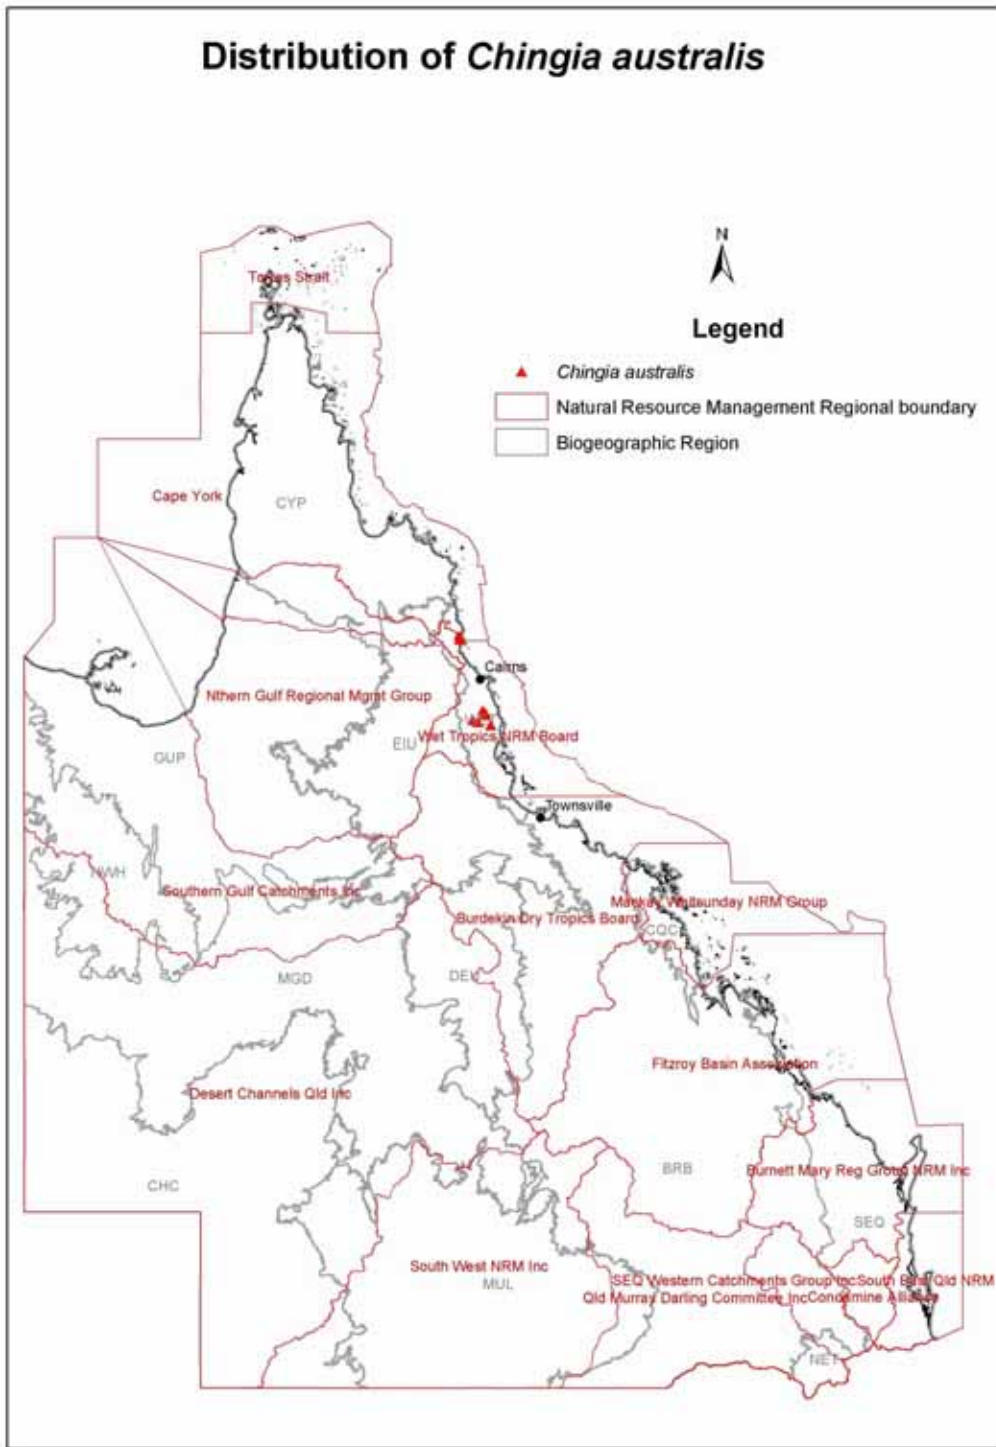 Distribution of Chingia australis
N
Legend
Chingia australis
Natural Resource Management Regional boundary
Biogeographic Region
Torres Strait
Cape York
CYP
Cairns
Nthern Gulf Regional Mgmt Group
Wet Tropics NRM Board
EIU
GUP
Townsville
NWH
Southern Gulf Catchments Inc
Mackay Whitsunday NRM Group
Burdekin Dry Tropics Board
CQC
MGD
DEU
Fitzroy Basin Association
Desert Channels Qld Inc
BRB
Burnett Mary Reg Group NRM Inc
CHC
SEQ
South West NRM Inc
MUL
SEQ Western Catchments Group Inc
South East Qld NRM
Qld Murray Darling Committee Inc
Condamine Alliance
NET